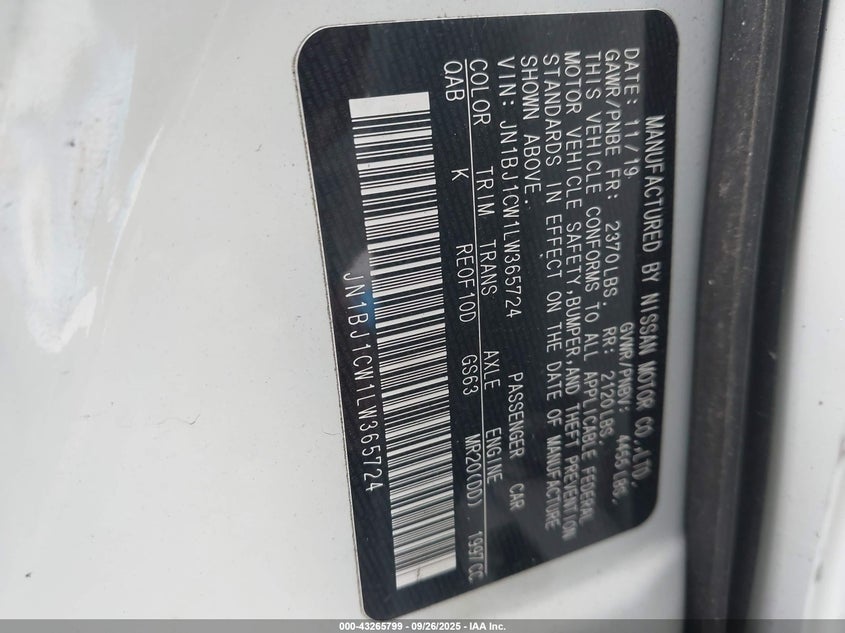 MANUFACTURED BY NISSAN MOTOR CO.,LTD.
DATE: 11/19 GVWR/PNBV: 4456 LBS.
GAWR/PNBE FR: 2370LBS. RR: 2120LBS
THIS VEHICLE CONFORMS TO ALL APPLICABLE FEDERAL
MOTOR VEHICLE SAFETY,BUMPER,AND THEFT PREVENTION
STANDARDS IN EFFECT ON THE DATE OF MANUFACTURE
SHOWN ABOVE.
VIN: JN1BJ1CW1LW365724 PASSENGER CAR
COLOR TRIM TRANS AXLE ENGINE
QAB K RE0F10D GS63 MR20(DD) 1997CC
JN1BJ1CW1LW365724
000-43265799 - 09/26/2025 - IAA Inc.